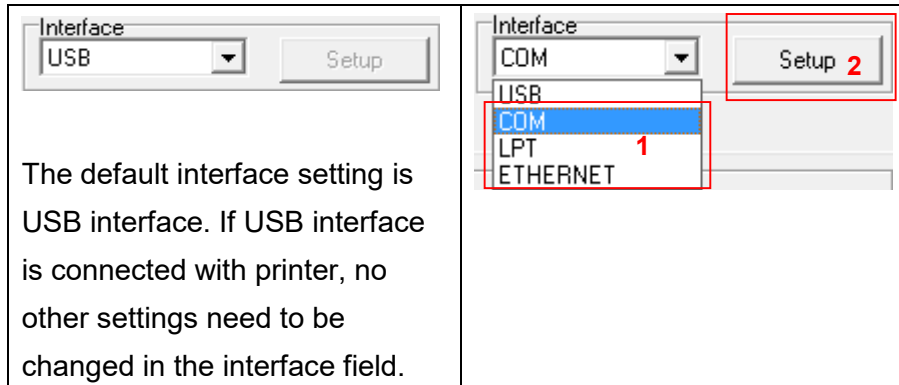 Interface
USB
Setup
The default interface setting is
USB interface. If USB interface
is connected with printer, no
other settings need to be
changed in the interface field.
Interface
COM
Setup 2
USB
COM
LPT 1
ETHERNET